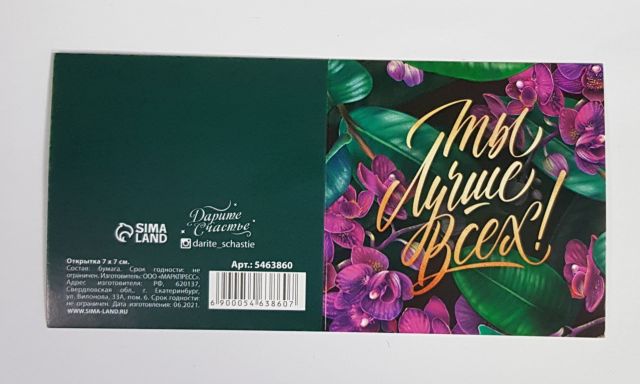 Ты
Лучше
Всех!
SIMA
LAND
Дарите
Счастье
darite_schastie
Открытка 7 x 7 см.
Состав: бумага. Срок годности: не
ограничен. Изготовитель: ООО «МАРКПРЕСС».
Адрес изготовителя: РФ, 620137,
Свердловская обл., г. Екатеринбург,
ул. Вилонова, 33А, пом. 6. Срок годности:
не ограничен. Дата изготовления: 06.2021.
WWW.SIMA-LAND.RU
Арт.: 5463860
6 900054 638607